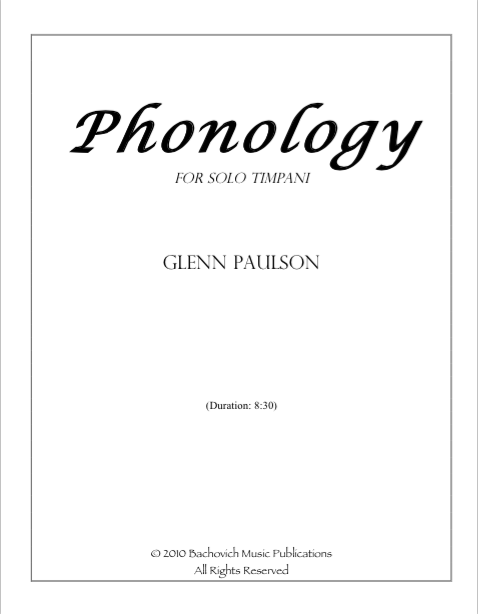 Phonology
FOR SOLO TIMPANI
GLENN PAULSON
(Duration: 8:30)
© 2010 Bachovich Music Publications
All Rights Reserved